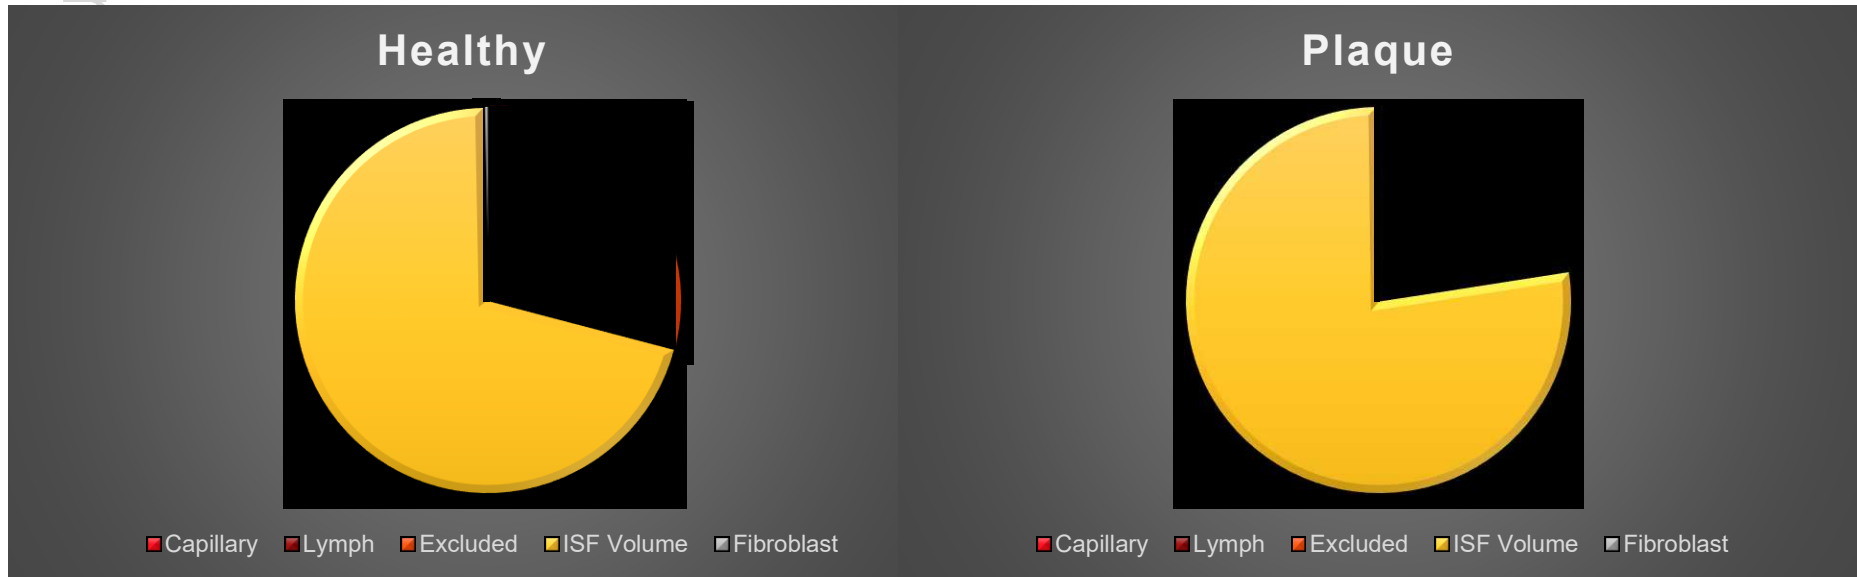 Healthy
Capillary Lymph Excluded ISF Volume Fibroblast
Plaque
Capillary Lymph Excluded ISF Volume Fibroblast